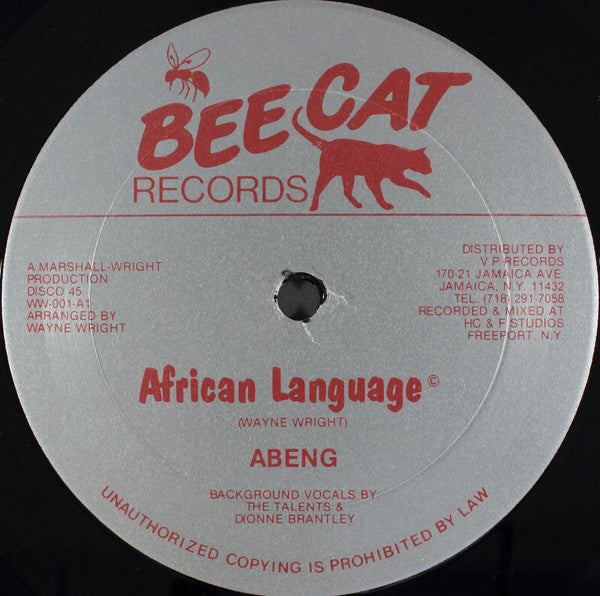 BEE CAT
RECORDS
A MARSHALL-WRIGHT
PRODUCTION
DISCO 45
WW-001-A1
ARRANGED BY
WAYNE WRIGHT
DISTRIBUTED BY
V P RECORDS
170-21 JAMAICA AVE.
JAMAICA, N.Y. 11432
TEL. (718) 291-7058
RECORDED & MIXED AT
HC & F STUDIOS
FREEPORT, N.Y.
African Language©
(WAYNE WRIGHT)
ABENG
BACKGROUND VOCALS BY:
THE TALENTS &
DIONNE BRANTLEY
UNAUTHORIZED COPYING IS PROHIBITED BY LAW